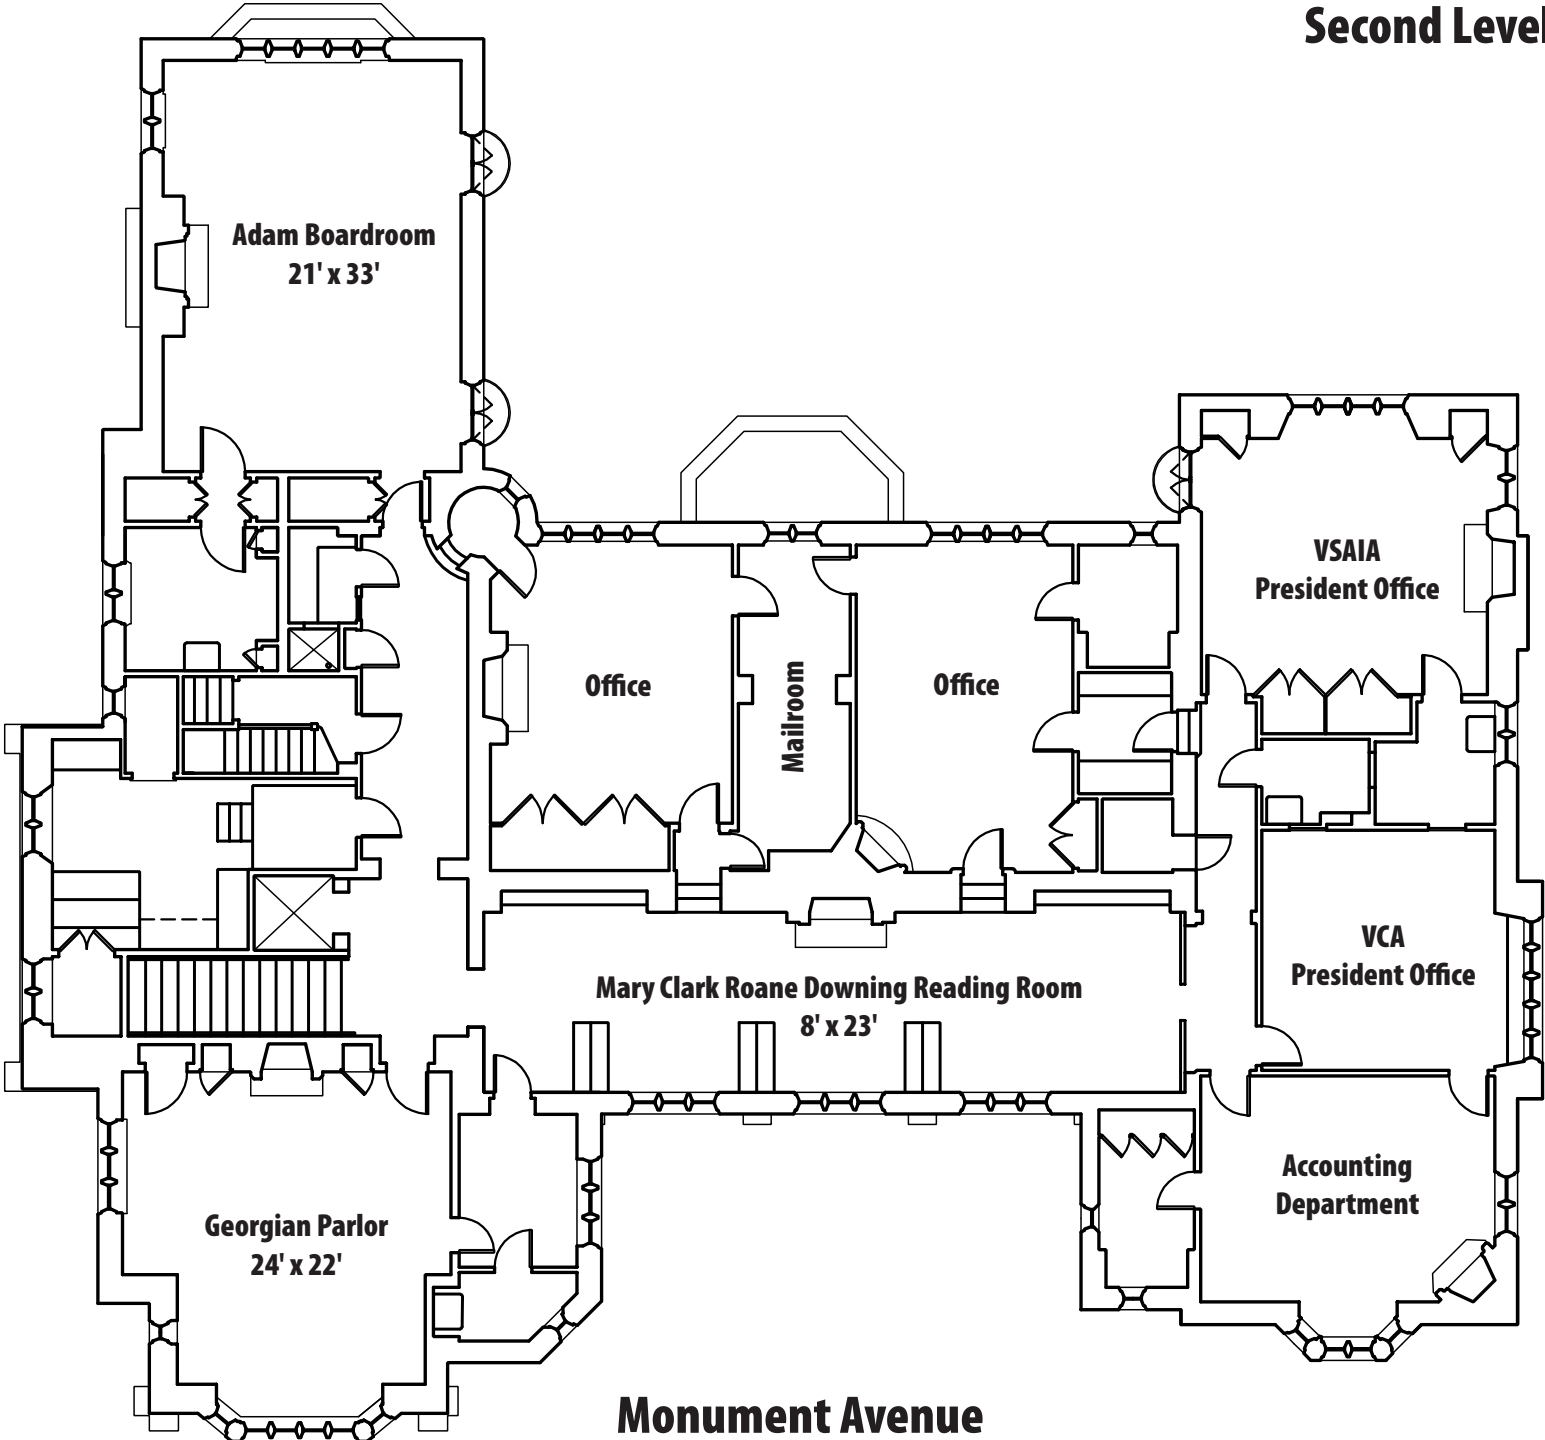 Second Level
Adam Boardroom
21' x 33'
VSAIA
President Office
Office
Mailroom
Office
VCA
President Office
Mary Clark Roane Downing Reading Room
8' x 23'
Accounting
Department
Georgian Parlor
24' x 22'
Monument Avenue